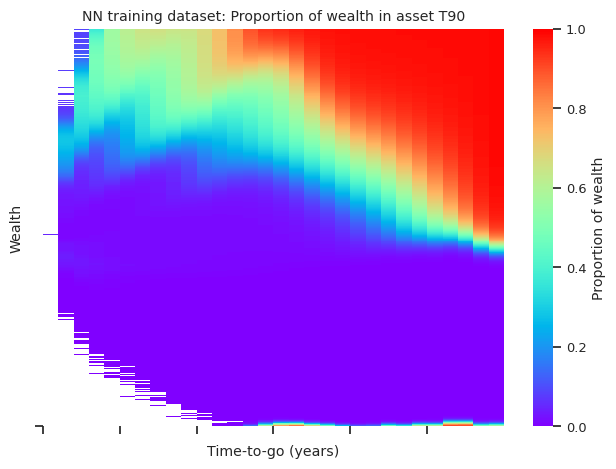 NN training dataset: Proportion of wealth in asset T90
1.0
0.8
0.6
0.4
0.2
0.0
Proportion of wealth
Wealth
Time-to-go (years)